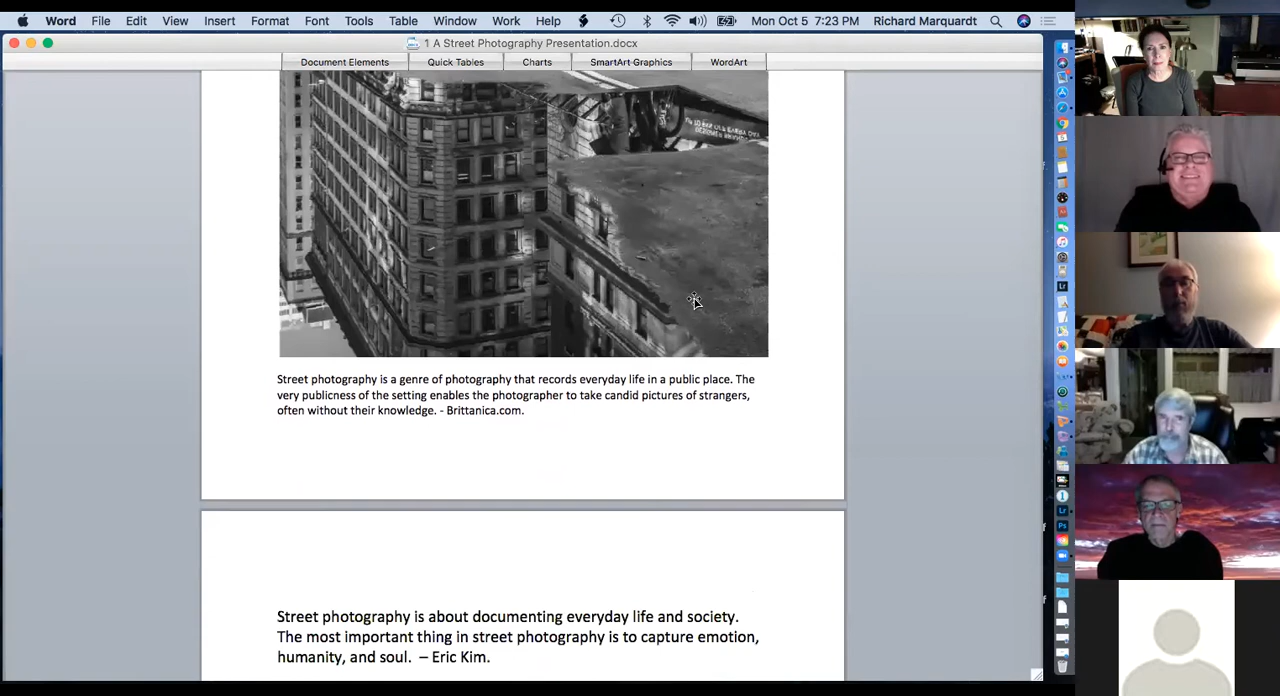 Word File Edit View Insert Format Font Tools Table Window Work Help Mon Oct 5 7:23 PM Richard Marquardt
1 A Street Photography Presentation.docx
Document Elements Quick Tables Charts SmartArt Graphics WordArt
Street photography is a genre of photography that records everyday life in a public place. The
very publicness of the setting enables the photographer to take candid pictures of strangers,
often without their knowledge. - Brittanica.com.
Street photography is about documenting everyday life and society.
The most important thing in street photography is to capture emotion,
humanity, and soul. – Eric Kim.